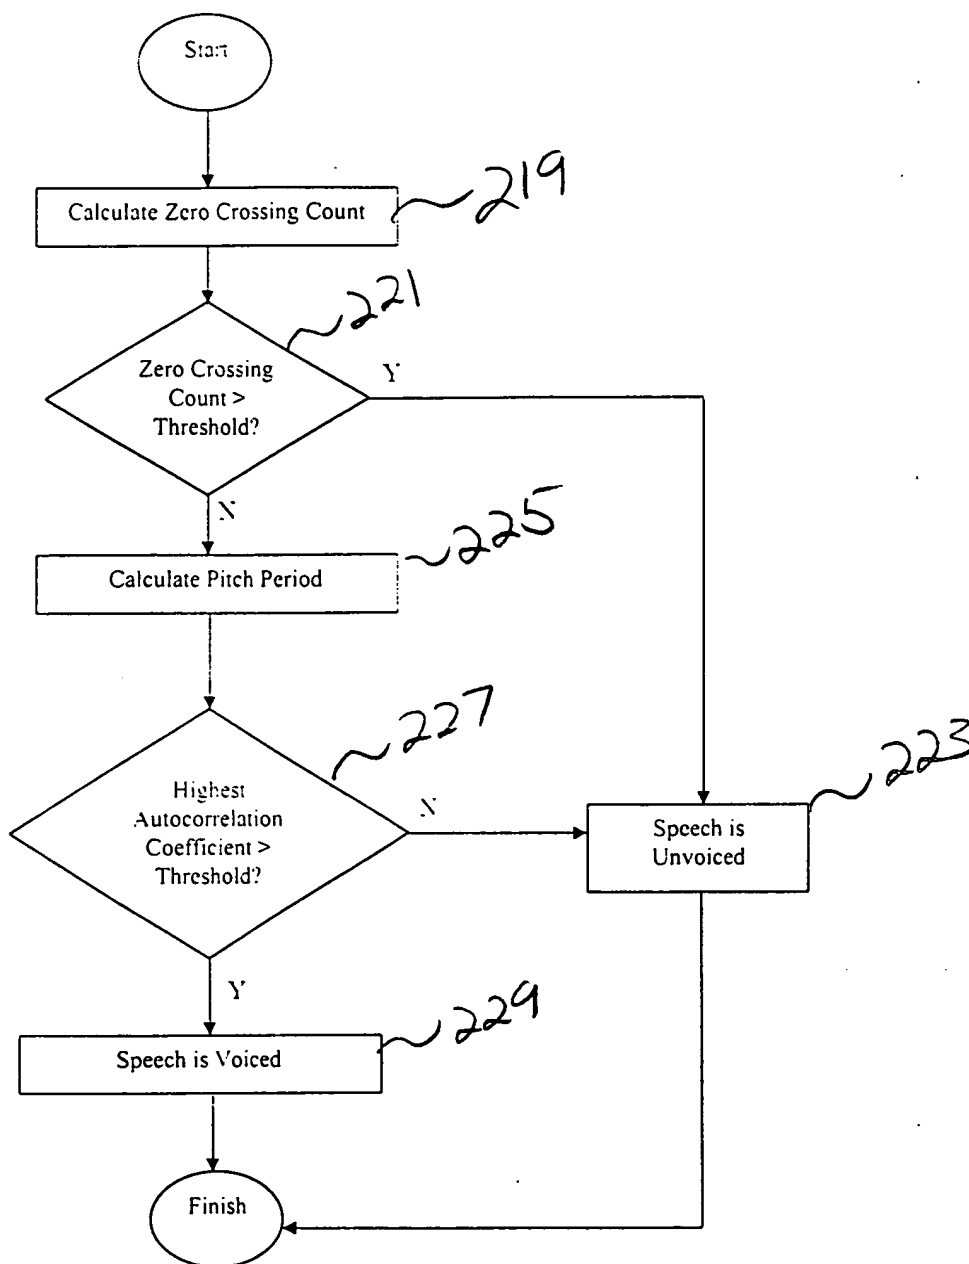 Start
219
Calculate Zero Crossing Count
221
Zero Crossing
Count >
Threshold?
Y
N
225
Calculate Pitch Period
227
Highest
Autocorrelation
Coefficient >
Threshold?
N
223
Speech is
Unvoiced
Y
229
Speech is Voiced
Finish